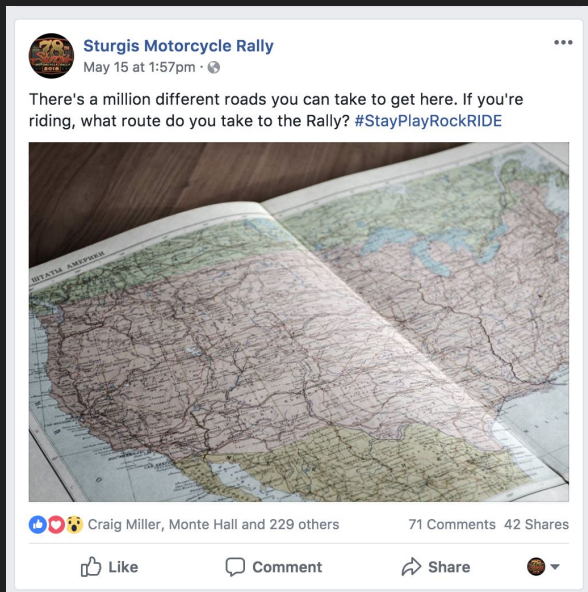 78TH
Sturgis Motorcycle Rally
May 15 at 1:57pm ·
There's a million different roads you can take to get here. If you're
riding, what route do you take to the Rally? #StayPlayRockRIDE
ШТАТЫ АМЕРИКИ
Craig Miller, Monte Hall and 229 others
71 Comments 42 Shares
Like
Comment
Share